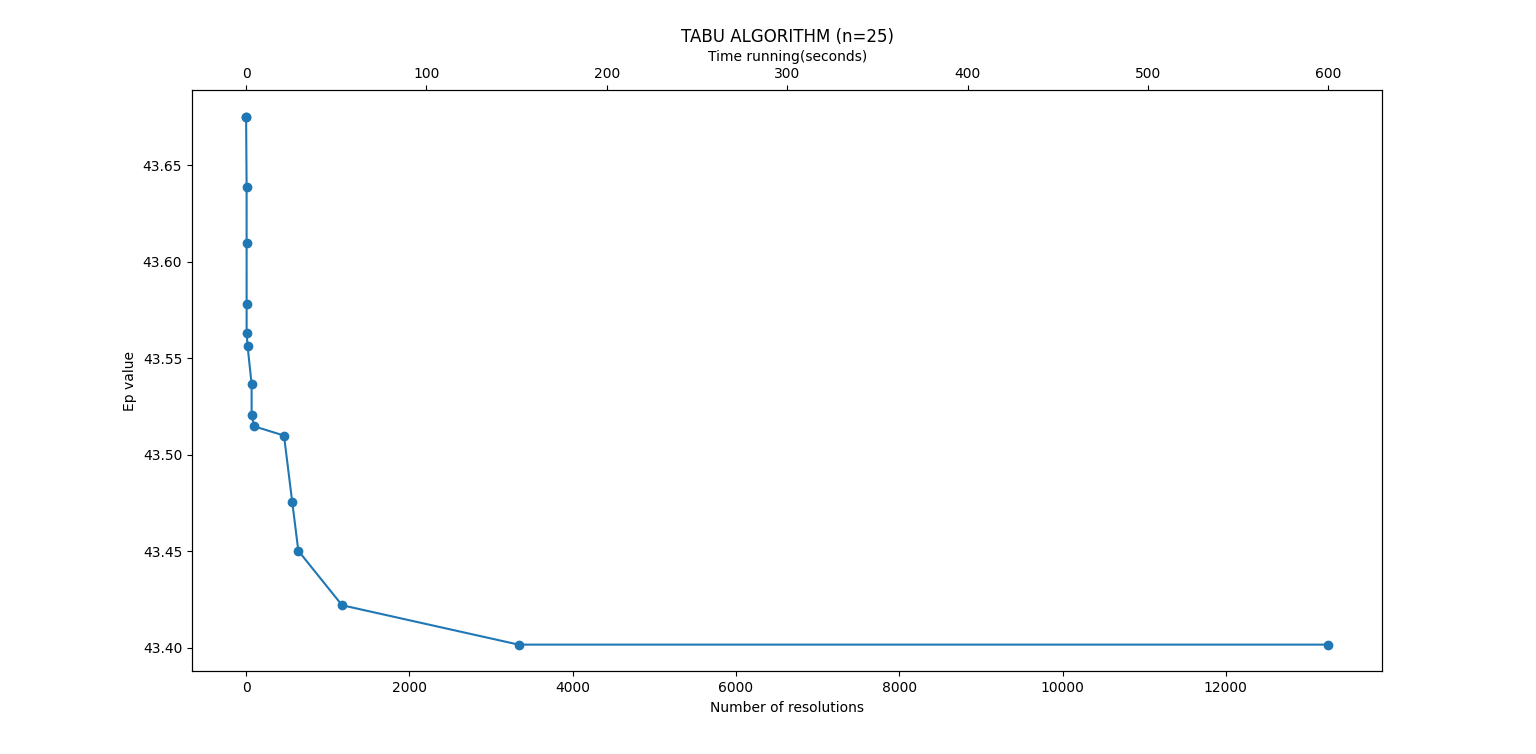 TABU ALGORITHM (n=25)
Time running(seconds)
0 100 200 300 400 500 600
43.65
43.60
43.55
43.50
43.45
43.40
Ep value
0 2000 4000 6000 8000 10000 12000
Number of resolutions